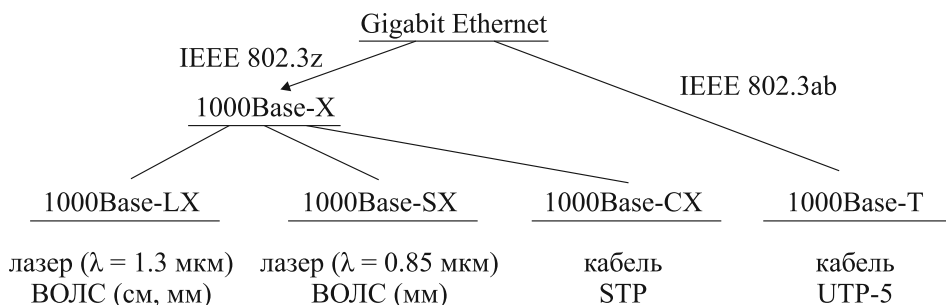 Gigabit Ethernet
IEEE 802.3z
IEEE 802.3ab
1000Base-X
1000Base-LX 1000Base-SX 1000Base-CX 1000Base-T
лазер (λ = 1.3 мкм) лазер (λ = 0.85 мкм) кабель кабель
ВОЛС (см, мм) ВОЛС (мм) STP UTP-5